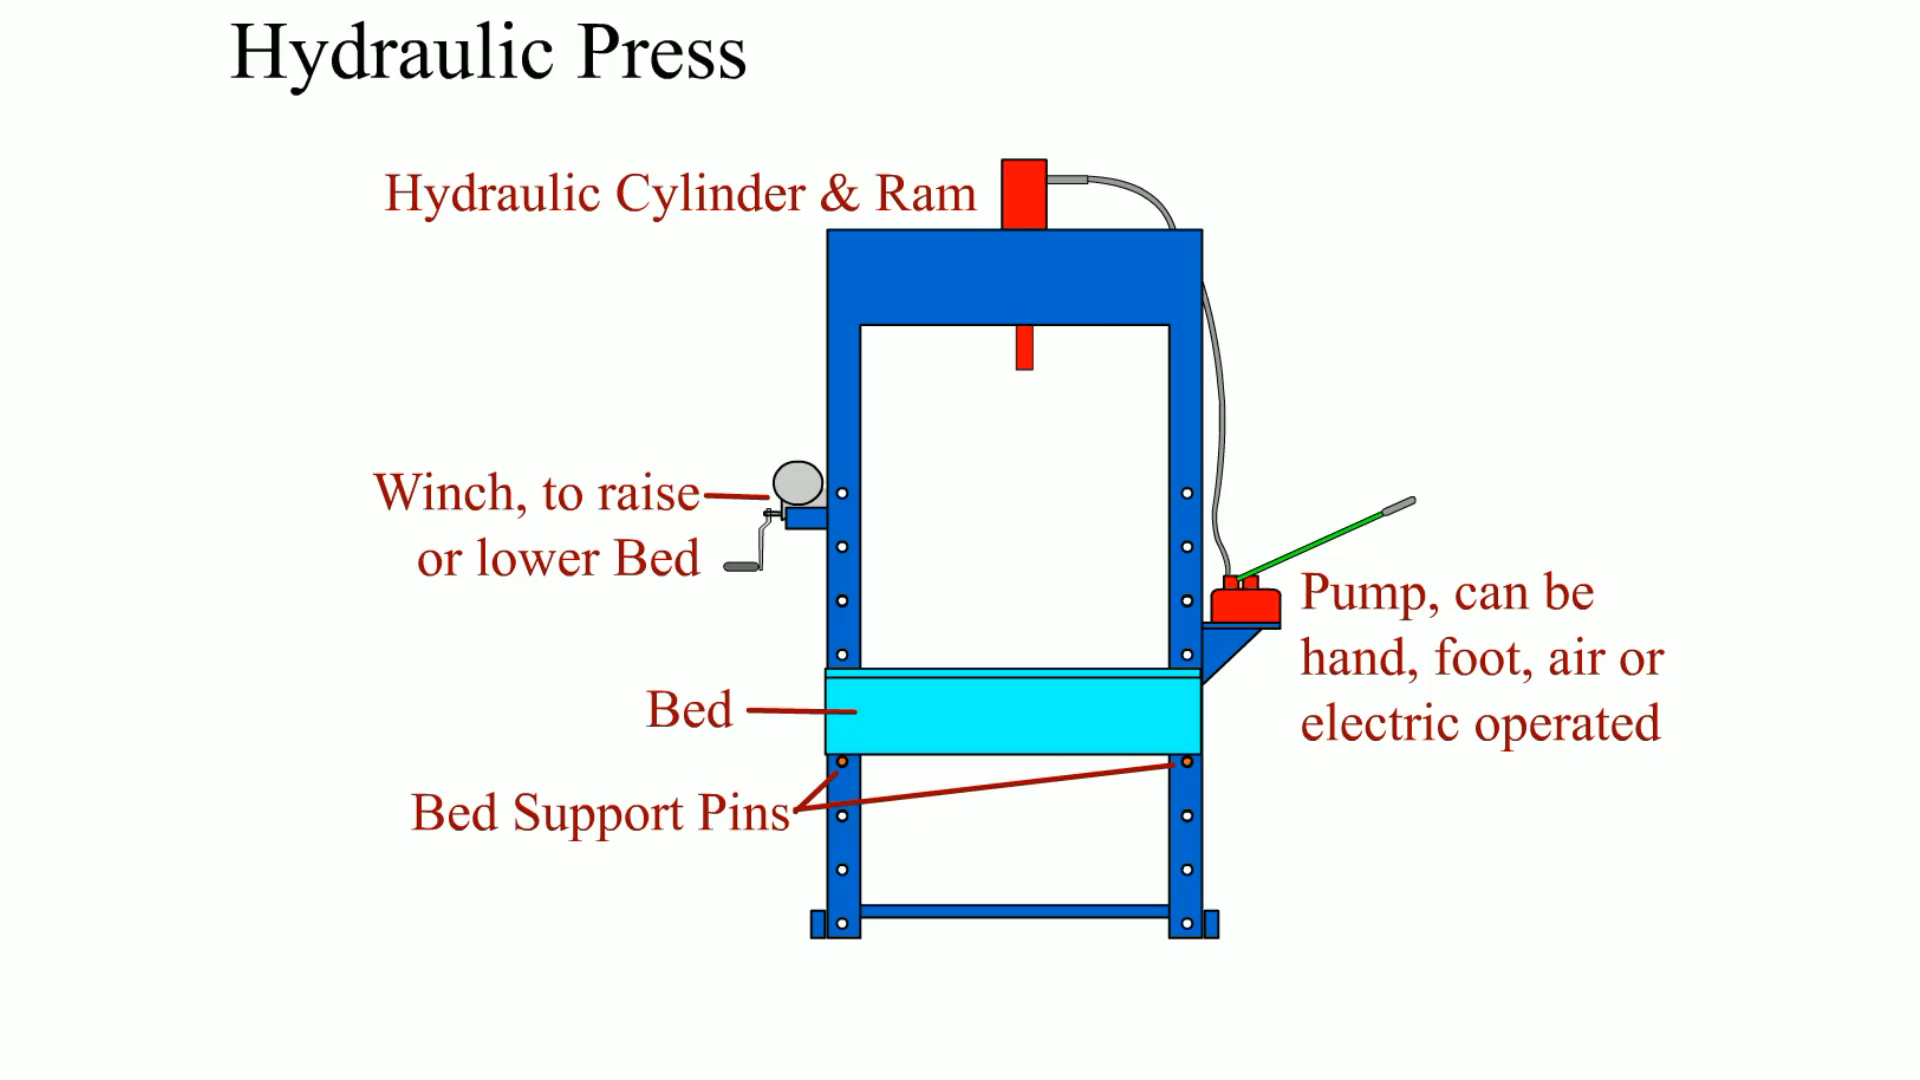 Hydraulic Press
Hydraulic Cylinder & Ram
Winch, to raise
or lower Bed
Pump, can be
hand, foot, air or
electric operated
Bed
Bed Support Pins